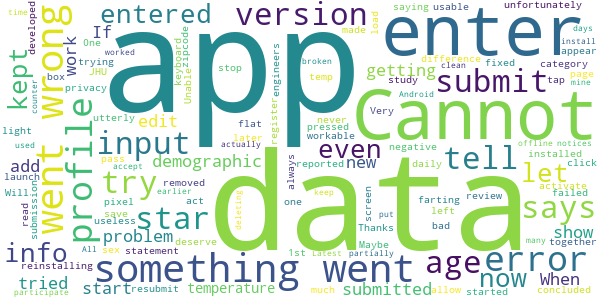 time
developed
counter
used
kept
light
add
launch
Will
read
submission
info
reinstalling
tried
participate
went wrong
One
trying
box
JHU
privacy
utterly
profile
save
useless
All
sex
start
If
work
keyboard
Unable
zipcode
entered
app
made
input
edit
demographic
pass
accept
removed
earlier
act
pixel
try
star
problem
statement
resubmit
temperature
something went
version
stop
temp
flat
later
register
engineers
workable
actually
always
deleting
deserve
1st
Latest
one
submitted
much
keep
Maybe
partially
screen
Thanks
put
even
new
never
pressed
reported
negative
farting
bad
left
review
age
allow
started
error
now
data
Cannot
enter
saying
usable
unfortunately
load
difference
broken
worked
clean
fixed
category
days
install
appear
page
mine
getting
study
tap
submit
Very
Android
offline
notices
tell
let
installed
daily
click
activate
failed
says
show
many
together
When
concluded